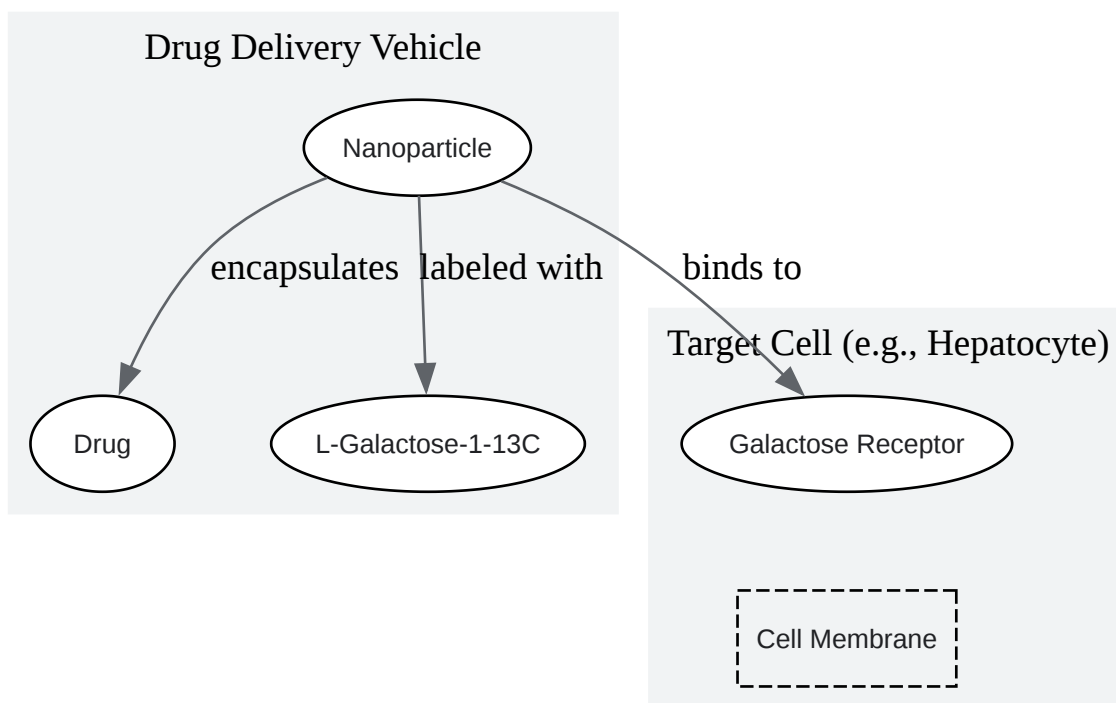 Drug Delivery Vehicle
Nanoparticle
encapsulates
labeled with
binds to
Target Cell (e.g., Hepatocyte)
Drug
L-Galactose-1-13C
Galactose Receptor
Cell Membrane